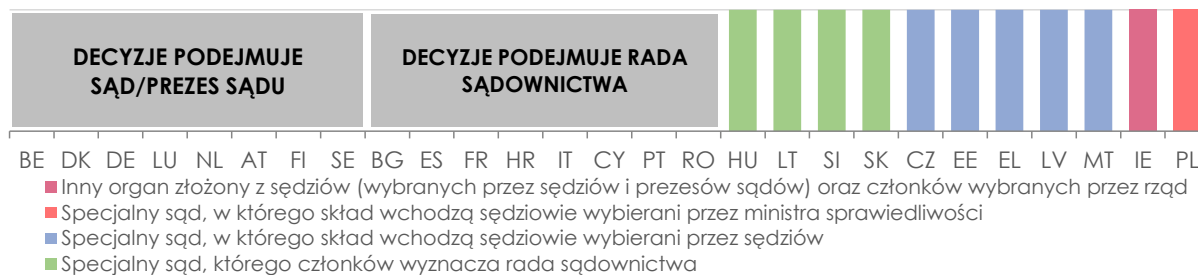 DECYZJE PODEJMUJE
SĄD/PREZES SĄDU
DECYZJE PODEJMUJE RADA
SĄDOWNICTWA
BE DK DE LU NL AT FI SE BG ES FR HR IT CY PT RO HU LT SI SK CZ EE EL LV MT IE PL
Inny organ złożony z sędziów (wybranych przez sędziów i prezesów sądów) oraz członków wybranych przez rząd
Specjalny sąd, w którego skład wchodzą sędziowie wybierani przez ministra sprawiedliwości
Specjalny sąd, w którego skład wchodzą sędziowie wybierani przez sędziów
Specjalny sąd, którego członków wyznacza rada sądownictwa